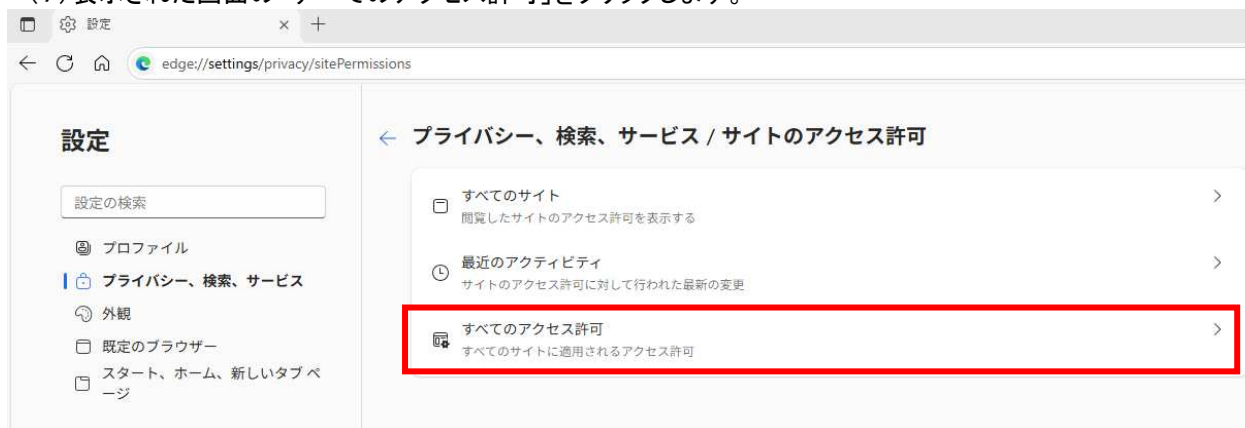 設定
edge://settings/privacy/sitePermissions
設定
← プライバシー、検索、サービス / サイトのアクセス許可
設定の検索
プロファイル
プライバシー、検索、サービス
外観
既定のブラウザー
スタート、ホーム、新しいタブ ペ
ージ
すべてのサイト
閲覧したサイトのアクセス許可を表示する
最近のアクティビティ
サイトのアクセス許可に対して行われた最新の変更
すべてのアクセス許可
すべてのサイトに適用されるアクセス許可